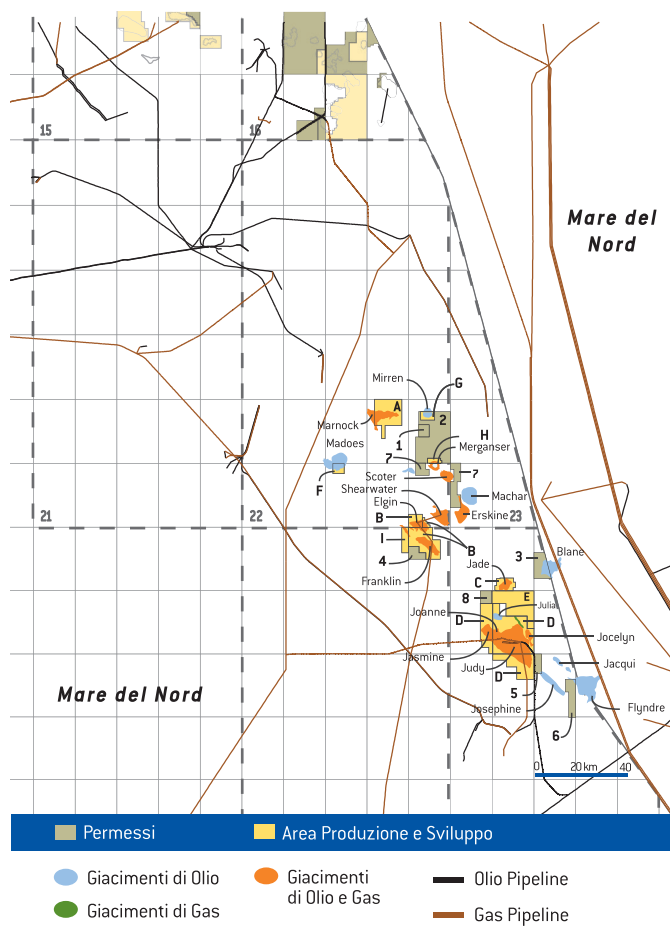 15
16
Mare del
Nord
Mirren
G
A
2
Marnock
1
H
Madoes
Merganser
7
7
Scoter
F
Shearwater
Machar
Elgin
B
Erskine
21
22
23
I
B
4
3
Blane
Jade
Franklin
C
8
E
Joanne
Julia
D
D
Jocelyn
Jasmine
Jacqui
Judy
D
Mare del Nord
5
Josephine
Flyndre
6
0
20 km
40
Permessi
Area Produzione e Sviluppo
Giacimenti di Olio
Giacimenti
di Olio e Gas
Olio Pipeline
Giacimenti di Gas
Gas Pipeline